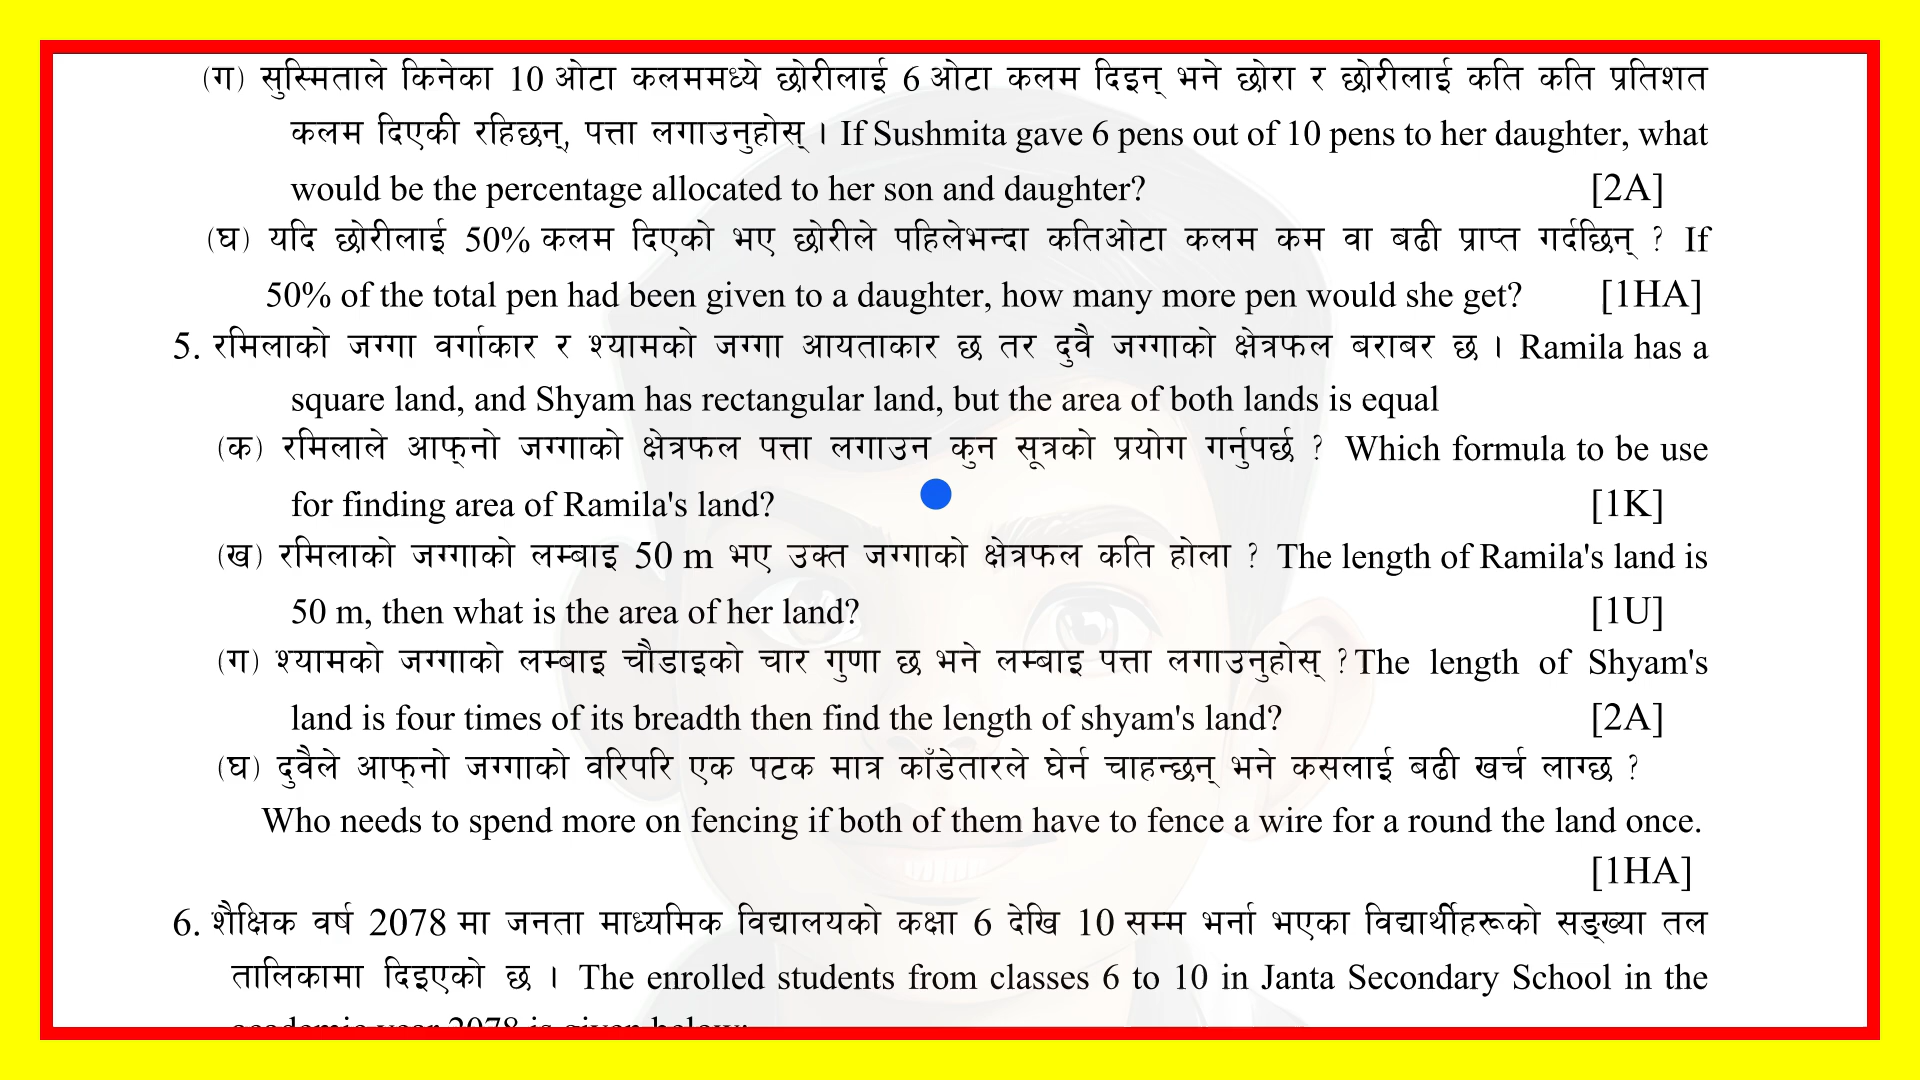 (ग) सुस्मिताले किनेका 10 ओटा कलममध्ये छोरीलाई 6 ओटा कलम दिइन् भने छोरा र छोरीलाई कति कति प्रतिशत
कलम दिएकी रहिछन्, पत्ता लगाउनुहोस् । If Sushmita gave 6 pens out of 10 pens to her daughter, what
would be the percentage allocated to her son and daughter? [2A]
(घ) यदि छोरीलाई 50% कलम दिएको भए छोरीले पहिलेभन्दा कतिओटा कलम कम वा बढी प्राप्त गर्दछिन् ? If
50% of the total pen had been given to a daughter, how many more pen would she get? [1HA]
5. रमिलाको जग्गा वर्गाकार र श्यामको जग्गा आयताकार छ तर दुवै जग्गाको क्षेत्रफल बराबर छ । Ramila has a
square land, and Shyam has rectangular land, but the area of both lands is equal
(क) रमिलाले आफ्नो जग्गाको क्षेत्रफल पत्ता लगाउन कुन सूत्रको प्रयोग गर्नुपर्छ ? Which formula to be use
for finding area of Ramila's land? [1K]
(ख) रमिलाको जग्गाको लम्बाइ 50 m भए उक्त जग्गाको क्षेत्रफल कति होला ? The length of Ramila's land is
50 m, then what is the area of her land? [1U]
(ग) श्यामको जग्गाको लम्बाइ चौडाइको चार गुणा छ भने लम्बाइ पत्ता लगाउनुहोस् ? The length of Shyam's
land is four times of its breadth then find the length of shyam's land? [2A]
(घ) दुवैले आफ्नो जग्गाको वरिपरि एक पटक मात्र काँडेतारले घेर्न चाहन्छन् भने कसलाई बढी खर्च लाग्छ ?
Who needs to spend more on fencing if both of them have to fence a wire for a round the land once.
[1HA]
6. शैक्षिक वर्ष 2078 मा जनता माध्यमिक विद्यालयको कक्षा 6 देखि 10 सम्म भर्ना भएका विद्यार्थीहरूको सङ्ख्या तल
तालिकामा दिइएको छ । The enrolled students from classes 6 to 10 in Janta Secondary School in the
academic year 2078 is given below: